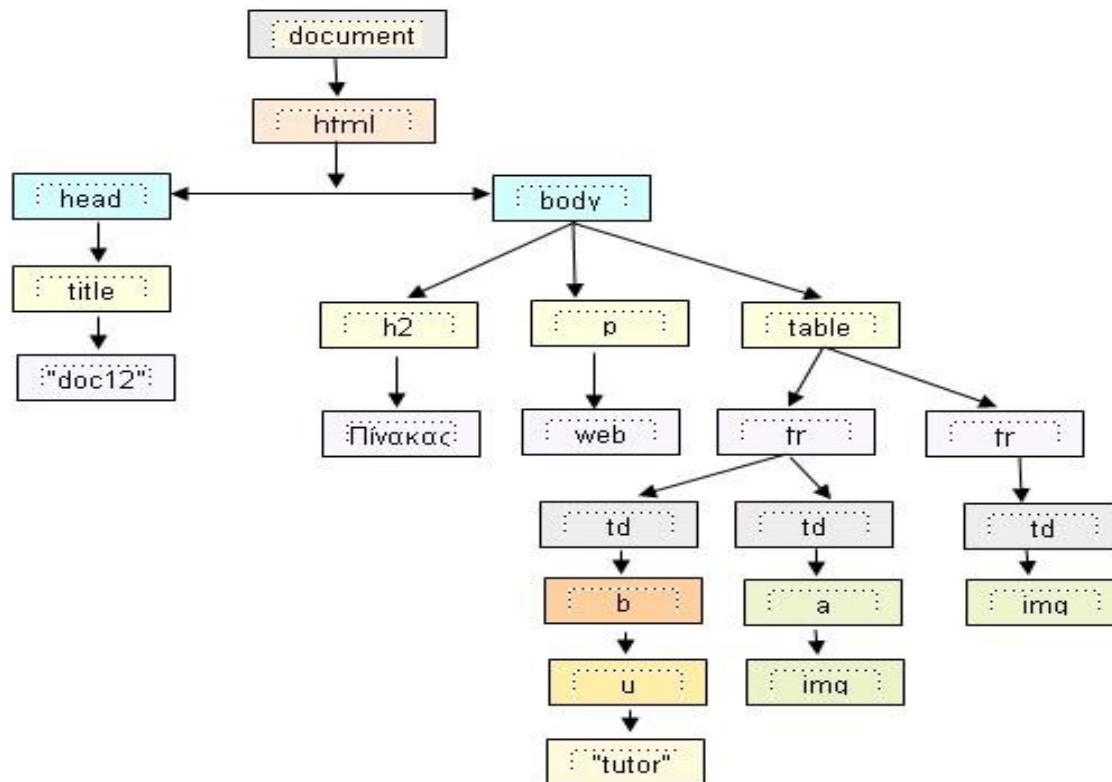 document
html
head
body
title
h2
p
table
"doc12"
Πίνακας
web
tr
tr
td
td
td
b
a
img
u
img
"tutor"